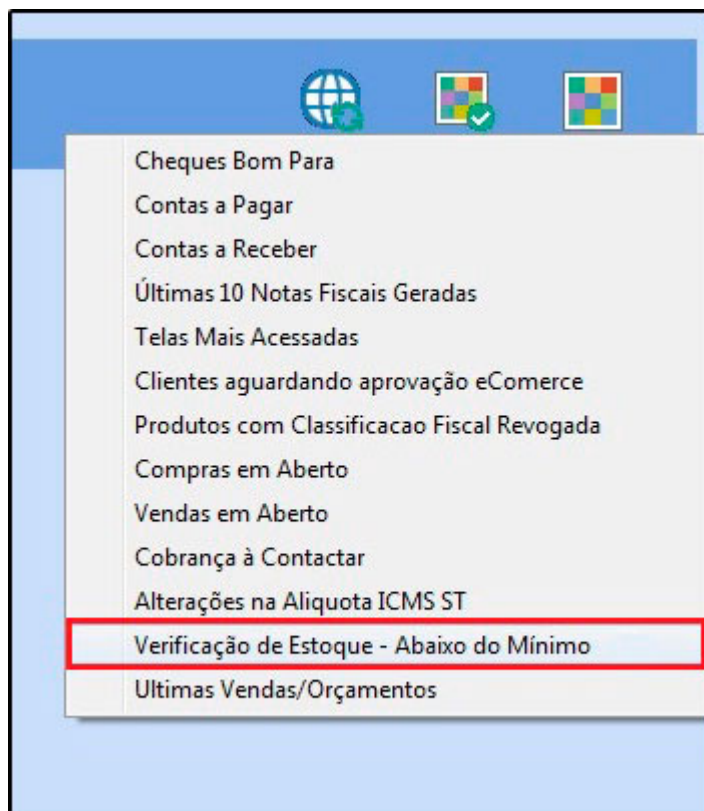 Cheques Bom Para
Contas a Pagar
Contas a Receber
Últimas 10 Notas Fiscais Geradas
Telas Mais Acessadas
Clientes aguardando aprovação eComerce
Produtos com Classificacao Fiscal Revogada
Compras em Aberto
Vendas em Aberto
Cobrança à Contactar
Alterações na Aliquota ICMS ST
Verificação de Estoque - Abaixo do Mínimo
Ultimas Vendas/Orçamentos